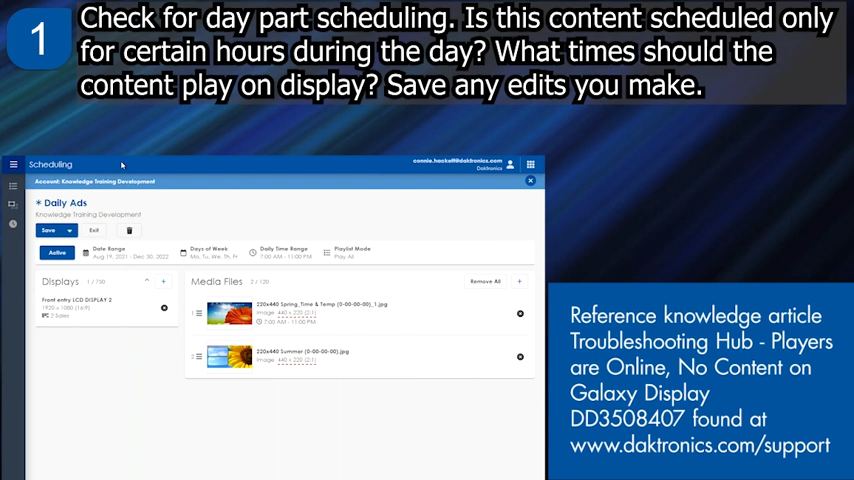 1
Check for day part scheduling. Is this content scheduled only
for certain hours during the day? What times should the
content play on display? Save any edits you make.
Scheduling
connie.hackett@daktronics.com
Daktronics
Account: Knowledge Training Development
* Daily Ads
Knowledge Training Development
Save
Exit
Active
Date Range
Aug 19, 2021 - Dec 30, 2022
Days of Week
Mo, Tu, We, Th, Fr
Daily Time Range
7:00 AM - 11:00 PM
Playlist Mode
Play All
Displays 1 / 750
+
Front entry LCD DISPLAY 2
1920 x 1080 (16:9)
2 Sales
Media Files 2 / 120
Remove All
+
1
220x440 Spring_Time & Temp (0-00-00-00)_1.jpg
Image 440 x 220 (2:1)
7:00 AM - 11:00 PM
2
220x440 Summer (0-00-00-00).jpg
Image 440 x 220 (2:1)
Reference knowledge article
Troubleshooting Hub - Players
are Online, No Content on
Galaxy Display
DD3508407 found at
www.daktronics.com/support